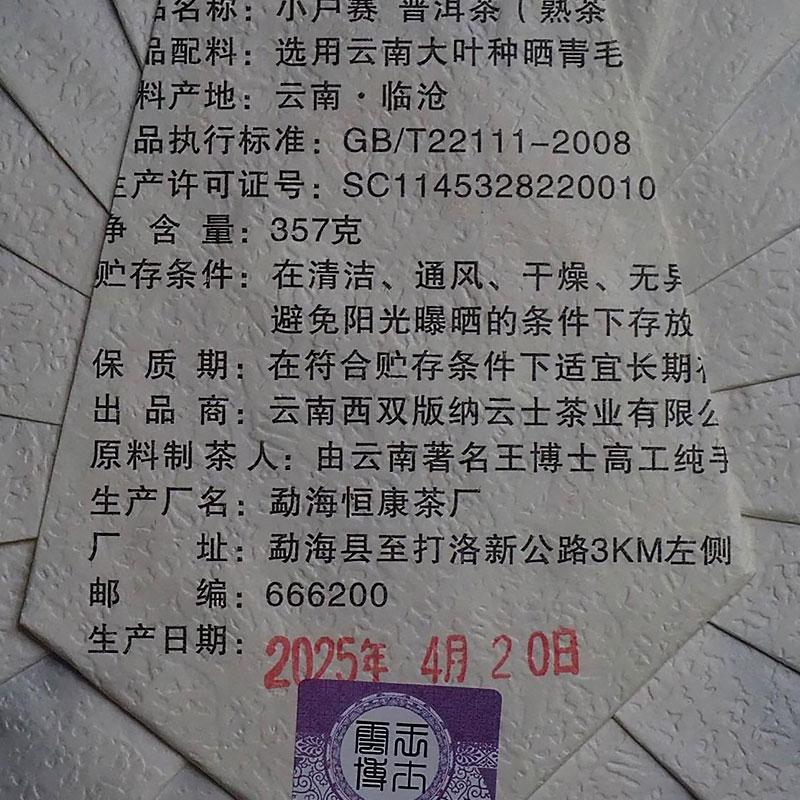 品名称：小户赛 普洱茶（熟茶
品配料：选用云南大叶种晒青毛
料产地：云南·临沧
品执行标准：GB/T22111-2008
生产许可证号：SC1145328220010
净含量：357克
贮存条件：在清洁、通风、干燥、无异
避免阳光曝晒的条件下存放
保质期：在符合贮存条件下适宜长期存
出品商：云南西双版纳云士茶业有限公
原料制茶人：由云南著名王博士高工纯手
生产厂名：勐海恒康茶厂
厂址：勐海县至打洛新公路3KM左侧
邮编：666200
生产日期：2025年 4月 20日